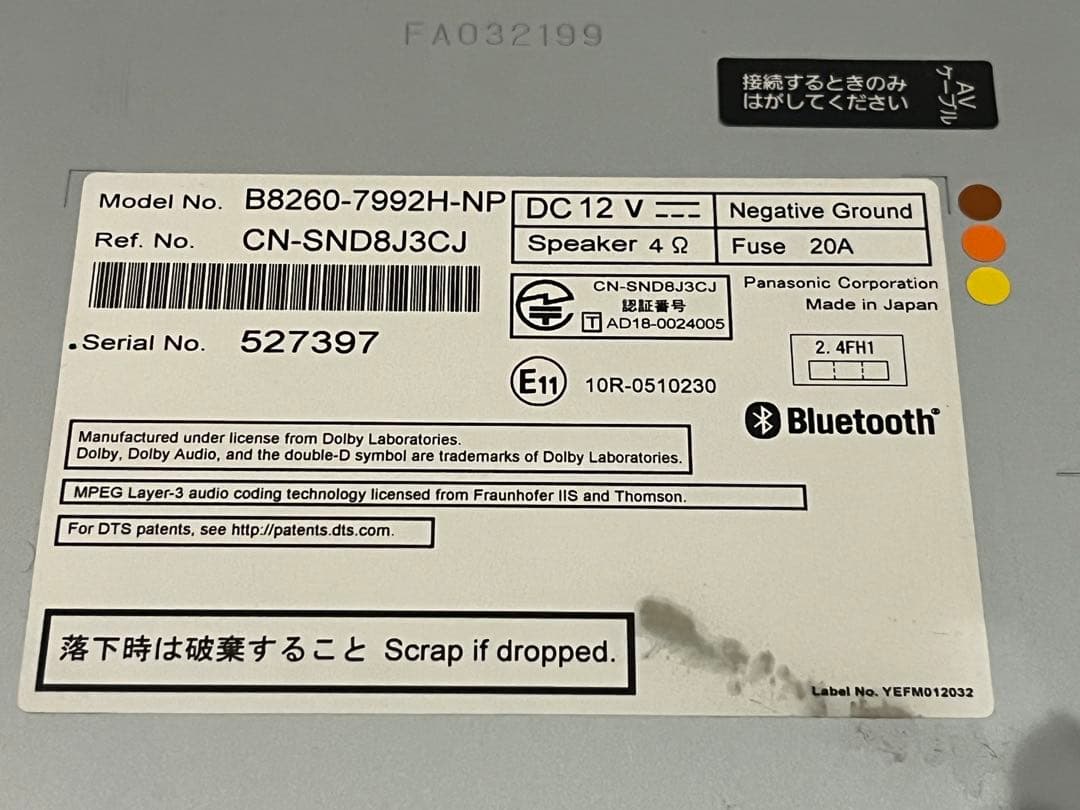 FA032199
接続するときのみ
はがしてください
AV
ケーブル
Model No. B8260-7992H-NP
Ref. No. CN-SND8J3CJ
Serial No. 527397
DC 12 V
Negative Ground
Speaker 4 Ω
Fuse 20A
CN-SND8J3CJ
認証番号
T AD18-0024005
Panasonic Corporation
Made in Japan
E11 10R-0510230
2.4FH1
Bluetooth®
Manufactured under license from Dolby Laboratories.
Dolby, Dolby Audio, and the double-D symbol are trademarks of Dolby Laboratories.
MPEG Layer-3 audio coding technology licensed from Fraunhofer IIS and Thomson.
For DTS patents, see http://patents.dts.com.
落下時は破棄すること Scrap if dropped.
Label No. YEFM012032